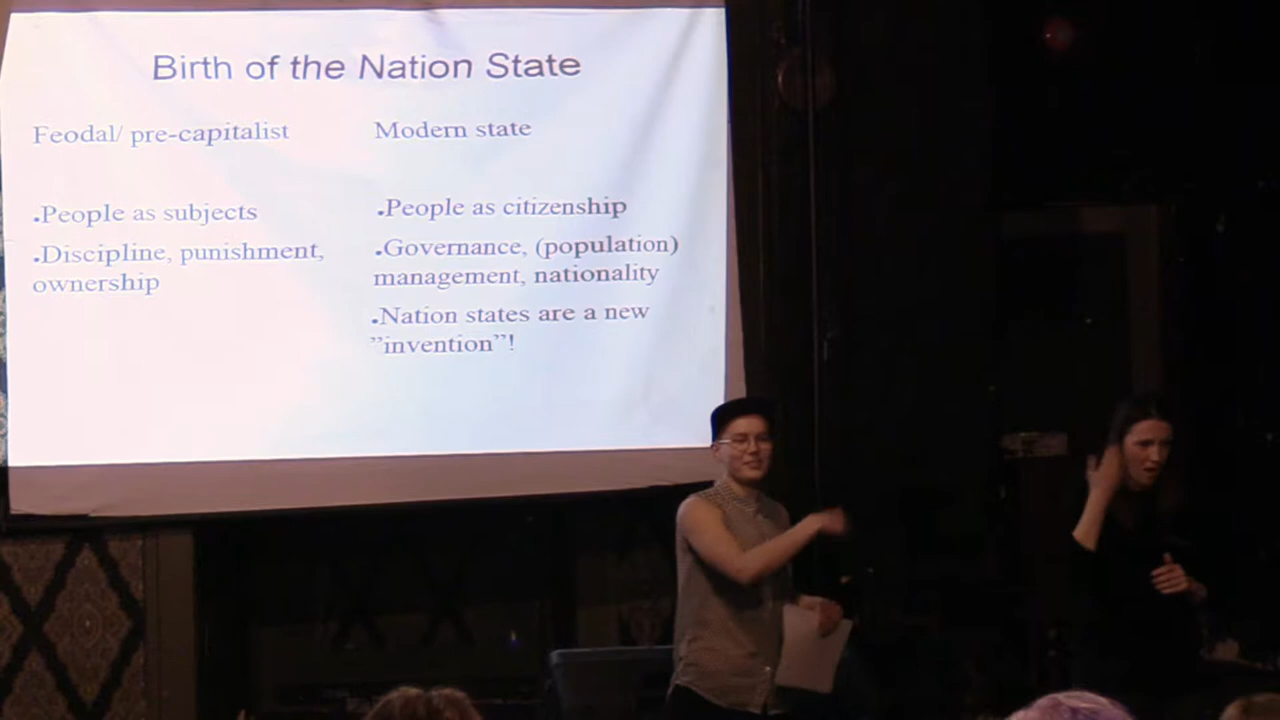 Birth of the Nation State
Feodal/ pre-capitalist
Modern state
.People as subjects
.Discipline, punishment,
ownership
.People as citizenship
.Governance, (population)
management, nationality
.Nation states are a new
”invention”!